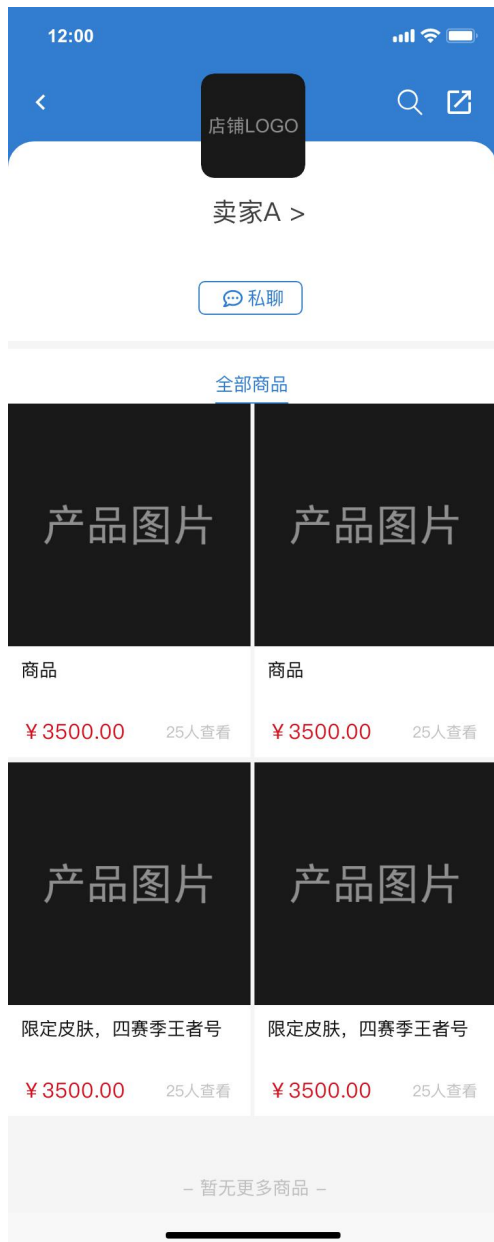 12:00
店铺LOGO
卖家A >
私聊
全部商品
产品图片 产品图片
商品 商品
¥3500.00 25人查看 ¥3500.00 25人查看
产品图片 产品图片
限定皮肤，四赛季王者号 限定皮肤，四赛季王者号
¥3500.00 25人查看 ¥3500.00 25人查看
– 暂无更多商品 –